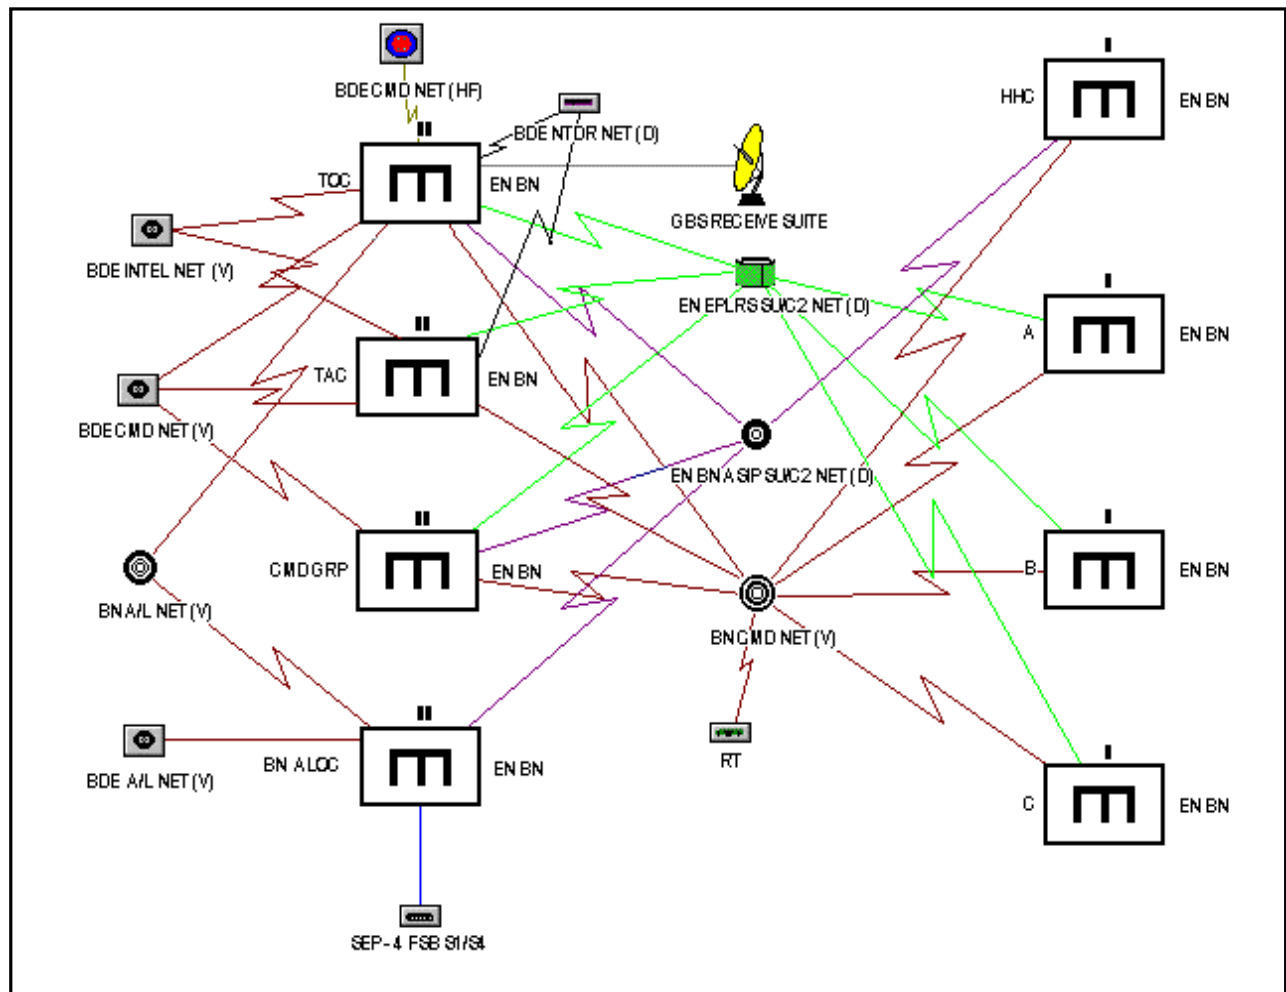 BDE CMD NET (HF)
BDE NTDR NET (D)
HHC
EN BN
TOC
EN BN
GBS RECEIVE SUITE
BDE INTEL NET (V)
EN EPLRS SU/C2 NET (D)
A
EN BN
TAC
EN BN
BDE CMD NET (V)
EN BN ASIP SU/C2 NET (D)
CMD GRP
EN BN
B
EN BN
BN A/L NET (V)
BN CMD NET (V)
RT
BDE A/L NET (V)
BN ALOC
EN BN
C
EN BN
SEP-4 FSB S1/S4